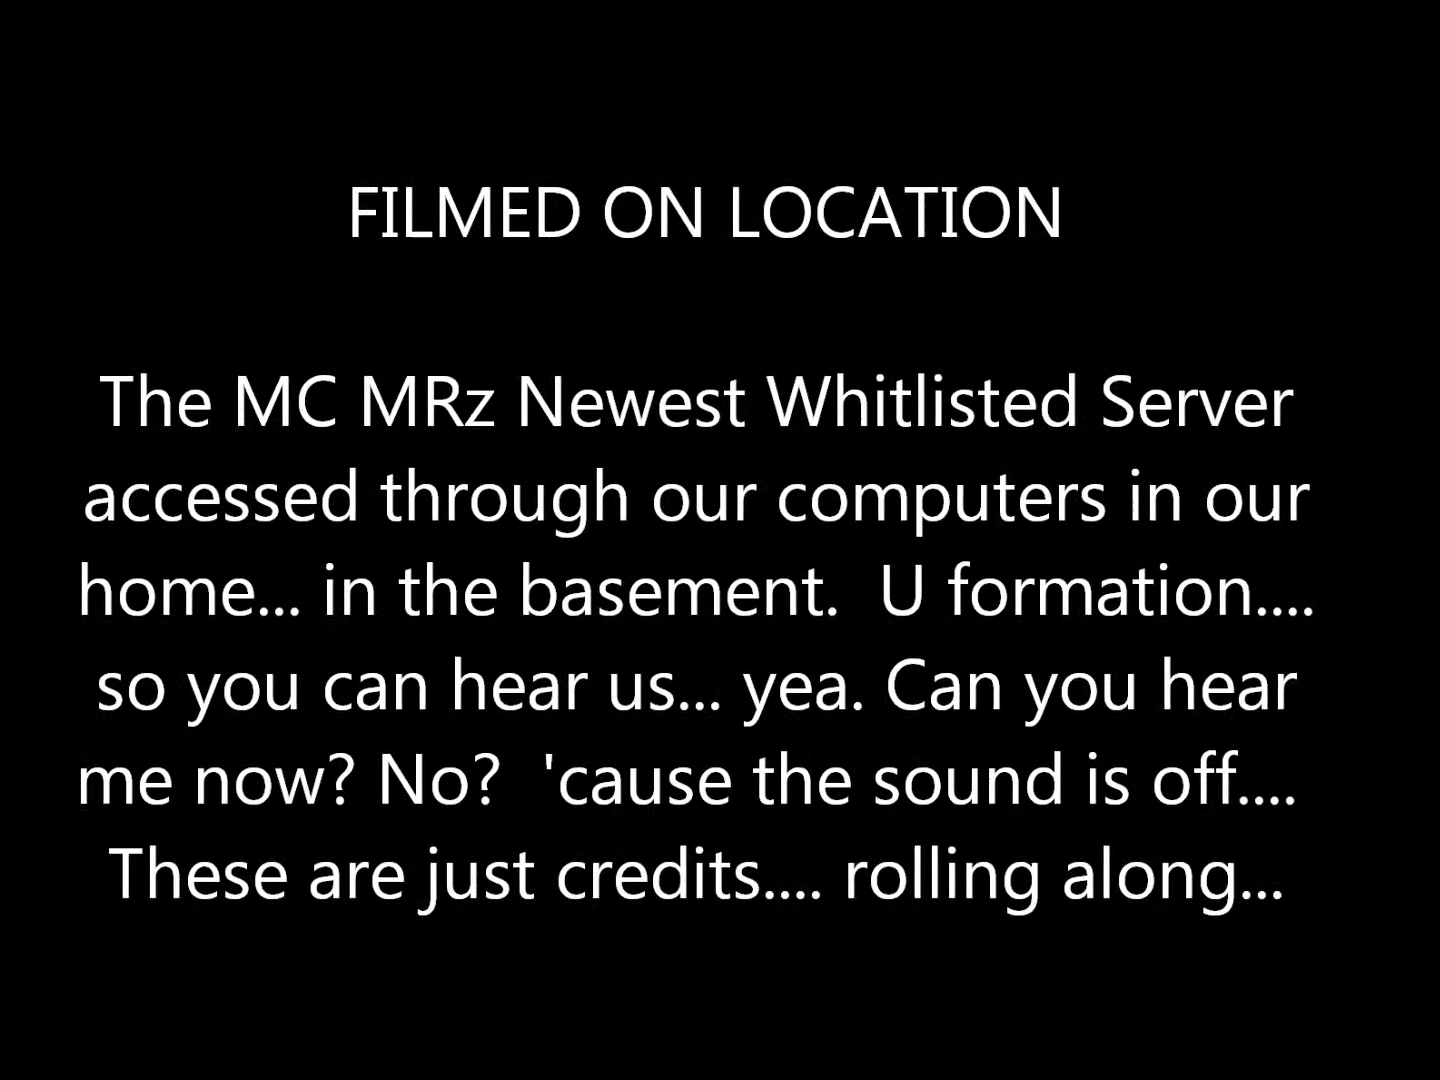 FILMED ON LOCATION
The MC MRz Newest Whitlisted Server
accessed through our computers in our
home... in the basement.  U formation....
so you can hear us... yea. Can you hear
me now? No?  'cause the sound is off....
These are just credits.... rolling along...